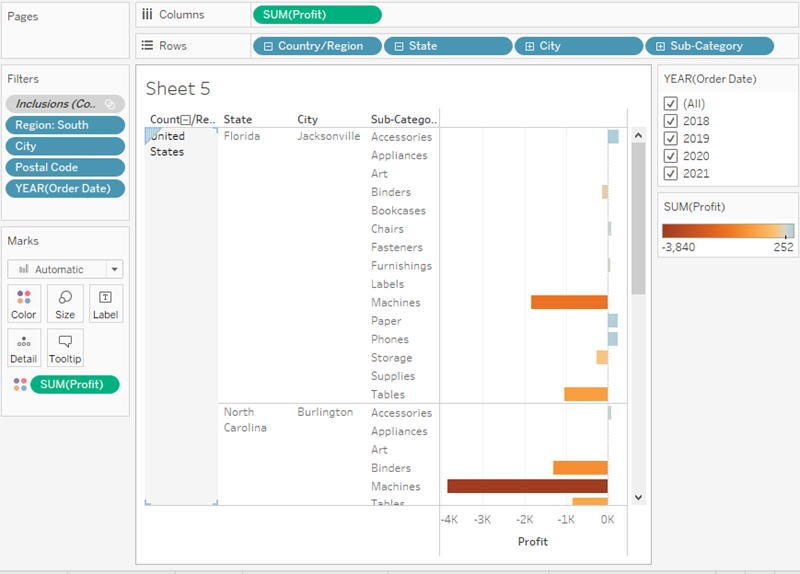 Pages
Columns
SUM(Profit)
Rows
Country/Region
State
City
Sub-Category
Filters
Inclusions (Co..
Region: South
City
Postal Code
YEAR(Order Date)
Marks
Automatic
Color
Size
Label
Detail
Tooltip
SUM(Profit)
Sheet 5
Count /Re.. State City Sub-Catego..
United States Florida Jacksonville Accessories
Appliances
Art
Binders
Bookcases
Chairs
Fasteners
Furnishings
Labels
Machines
Paper
Phones
Storage
Supplies
Tables
North Carolina Burlington Accessories
Appliances
Art
Binders
Machines
Tables
-4K -3K -2K -1K 0K
Profit
YEAR(Order Date)
(All)
2018
2019
2020
2021
SUM(Profit)
-3,840 252